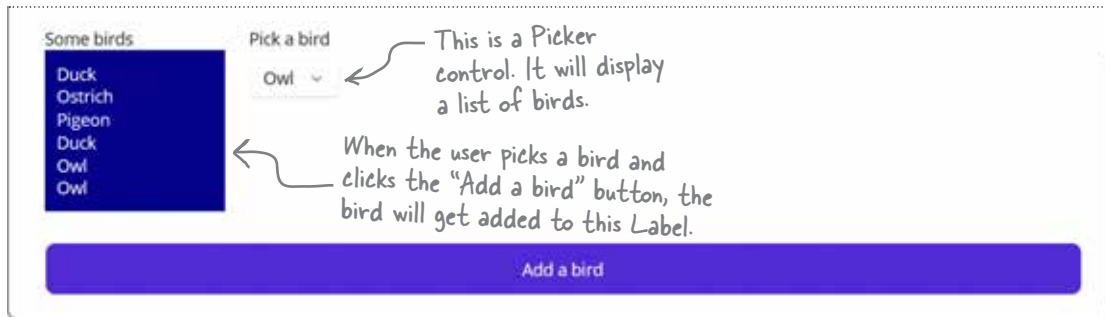 Some birds
Duck
Ostrich
Pigeon
Duck
Owl
Owl
Pick a bird
Owl
This is a Picker
control. It will display
a list of birds.
When the user picks a bird and
clicks the “Add a bird” button, the
bird will get added to this Label.
Add a bird